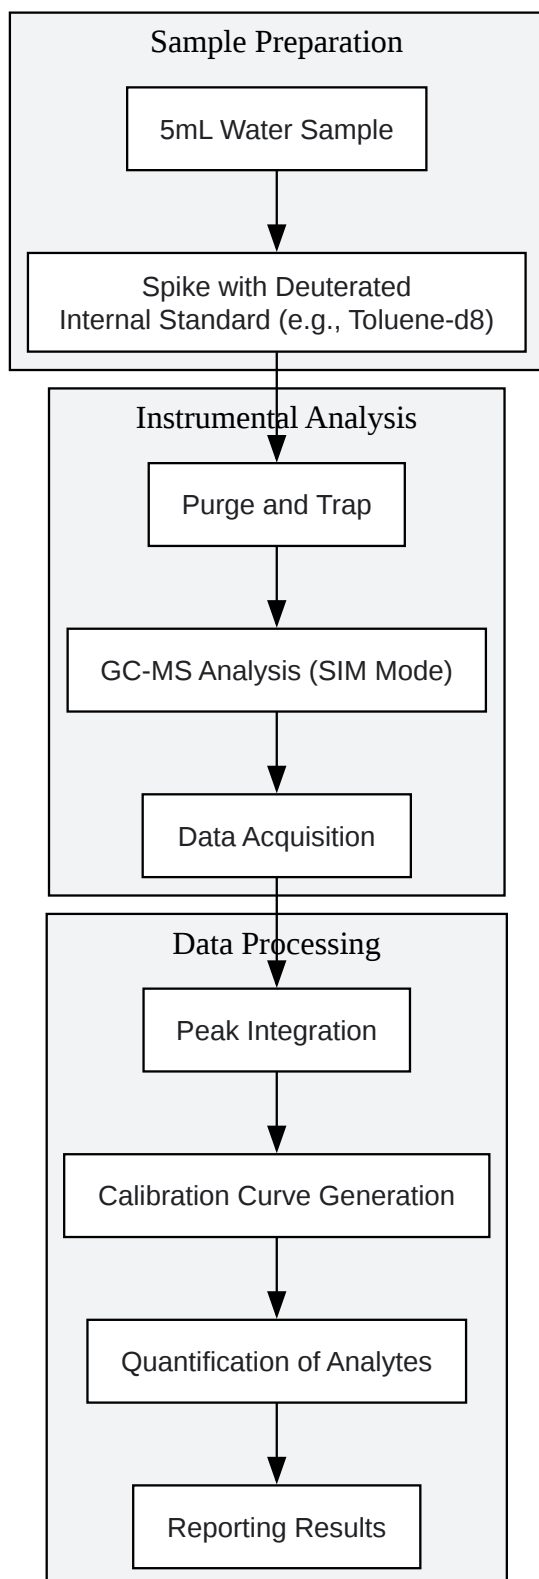 Sample Preparation
5mL Water Sample
Spike with Deuterated
Internal Standard (e.g., Toluene-d8)
Instrumental Analysis
Purge and Trap
GC-MS Analysis (SIM Mode)
Data Acquisition
Data Processing
Peak Integration
Calibration Curve Generation
Quantification of Analytes
Reporting Results